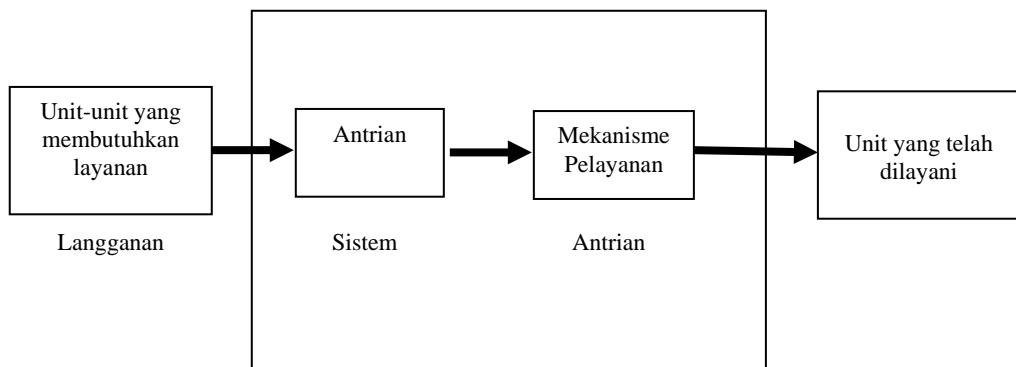 Unit-unit yang
membutuhkan
layanan
Antrian
Mekanisme
Pelayanan
Unit yang telah
dilayani
Langganan
Sistem
Antrian